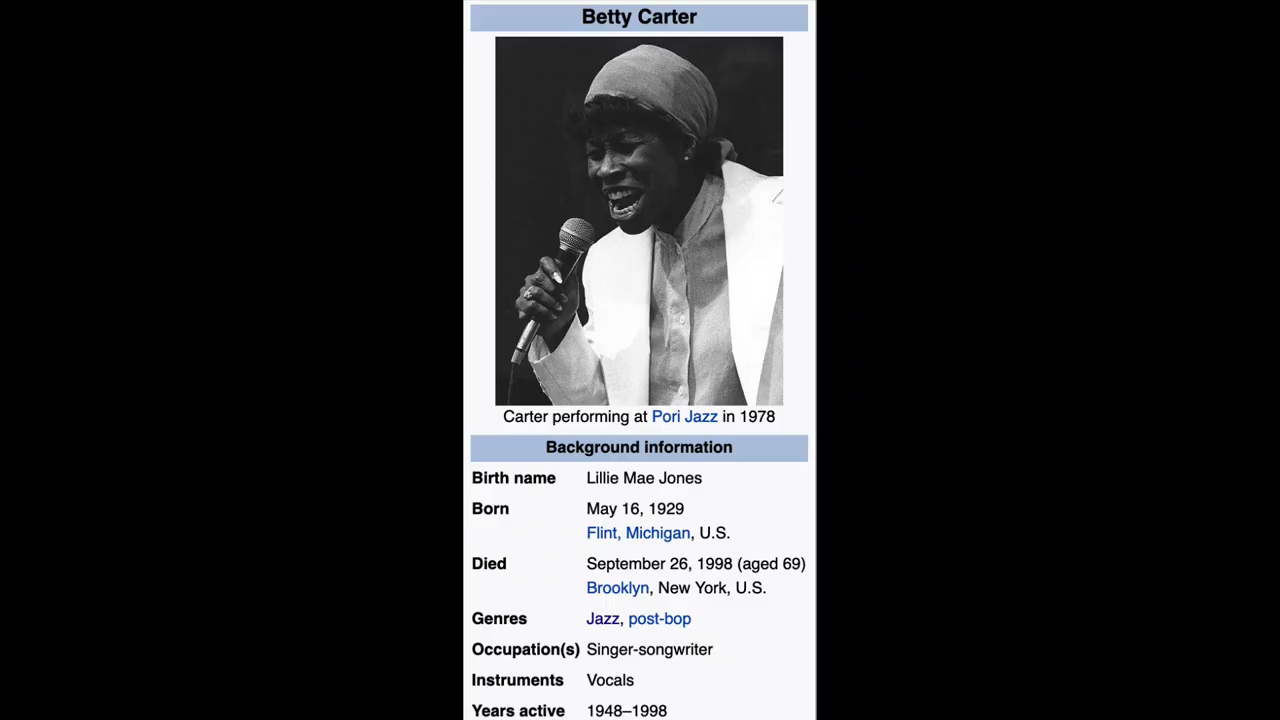 Betty Carter
Carter performing at Pori Jazz in 1978
Background information
Birth name Lillie Mae Jones
Born May 16, 1929
Flint, Michigan, U.S.
Died September 26, 1998 (aged 69)
Brooklyn, New York, U.S.
Genres Jazz, post-bop
Occupation(s) Singer-songwriter
Instruments Vocals
Years active 1948–1998